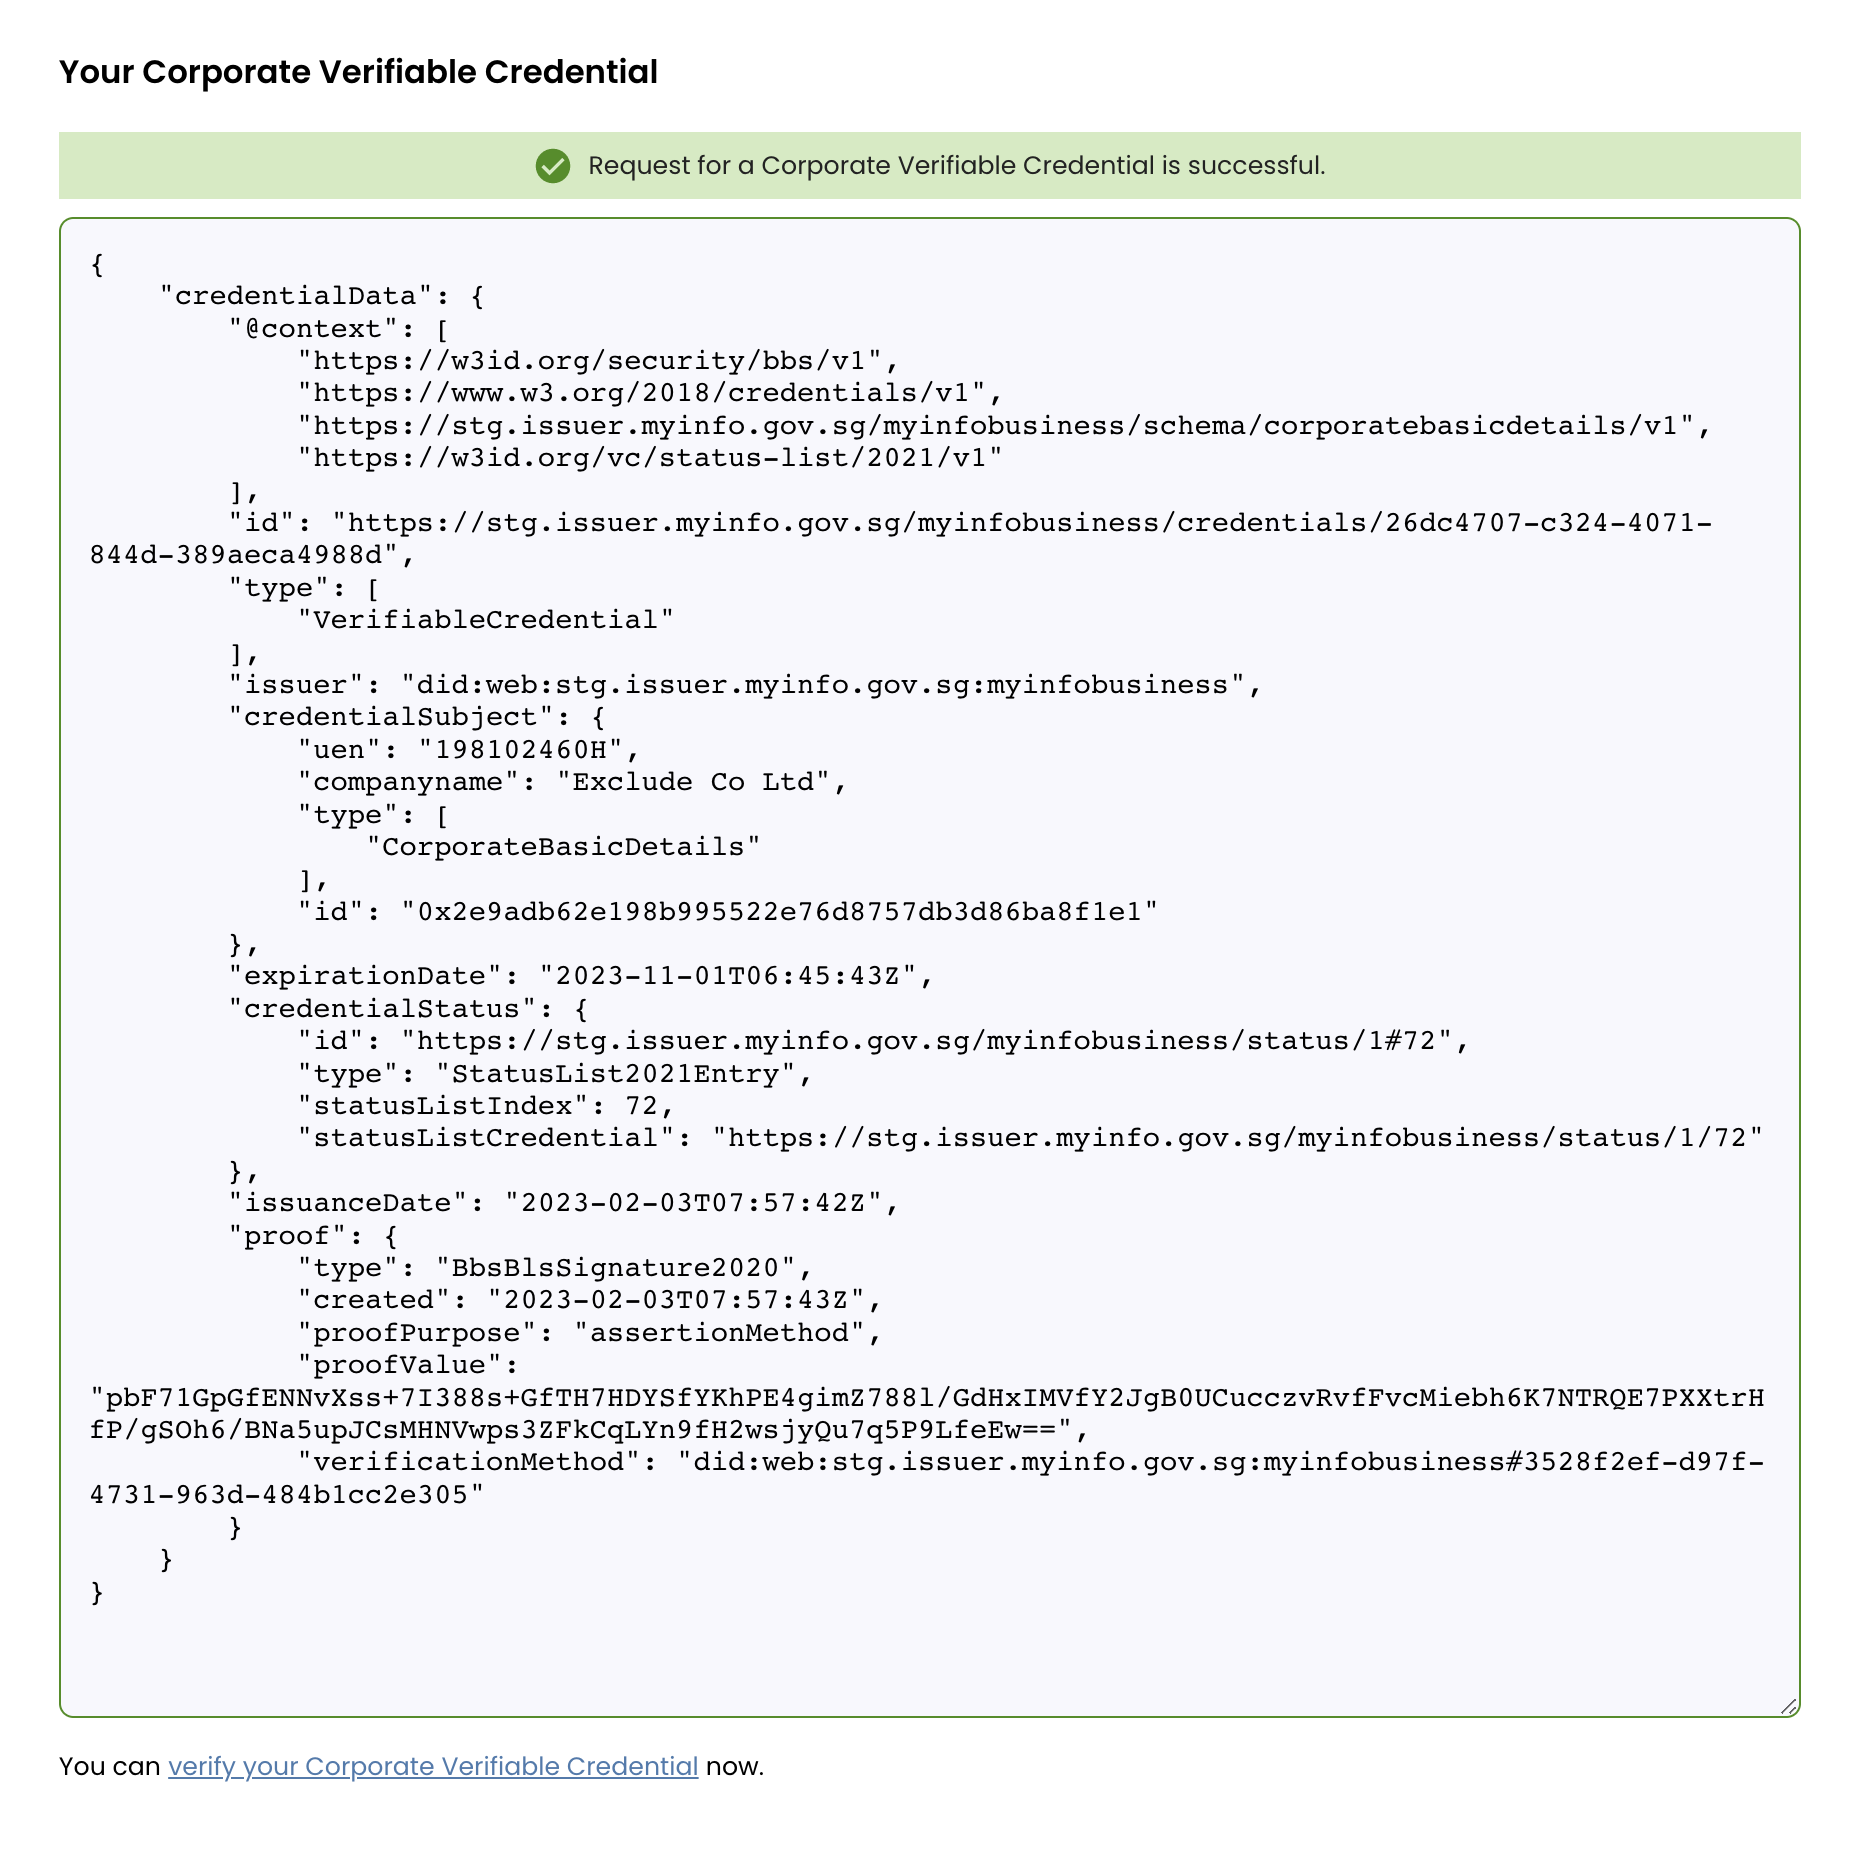 Your Corporate Verifiable Credential
Request for a Corporate Verifiable Credential is successful.
{
    "credentialData": {
        "@context": [
            "https://w3id.org/security/bbs/v1",
            "https://www.w3.org/2018/credentials/v1",
            "https://stg.issuer.myinfo.gov.sg/myinfobusiness/schema/corporatebasicdetails/v1",
            "https://w3id.org/vc/status-list/2021/v1"
        ],
        "id": "https://stg.issuer.myinfo.gov.sg/myinfobusiness/credentials/26dc4707-c324-4071-
844d-389aeca4988d",
        "type": [
            "VerifiableCredential"
        ],
        "issuer": "did:web:stg.issuer.myinfo.gov.sg:myinfobusiness",
        "credentialSubject": {
            "uen": "198102460H",
            "companyname": "Exclude Co Ltd",
            "type": [
                "CorporateBasicDetails"
            ],
            "id": "0x2e9adb62e198b995522e76d8757db3d86ba8f1e1"
        },
        "expirationDate": "2023-11-01T06:45:43Z",
        "credentialStatus": {
            "id": "https://stg.issuer.myinfo.gov.sg/myinfobusiness/status/1#72",
            "type": "StatusList2021Entry",
            "statusListIndex": 72,
            "statusListCredential": "https://stg.issuer.myinfo.gov.sg/myinfobusiness/status/1/72"
        },
        "issuanceDate": "2023-02-03T07:57:42Z",
        "proof": {
            "type": "BbsBlsSignature2020",
            "created": "2023-02-03T07:57:43Z",
            "proofPurpose": "assertionMethod",
            "proofValue":
"pbF71GpGfENNvXss+7I388s+GfTH7HDYSfYKhPE4gimZ788l/GdHxIMVfY2JgB0UCucczvRvfFvcMiebh6K7NTRQE7PXXtrH
fP/gSOh6/BNa5upJCsMHNVwps3ZFkCqLYn9fH2wsjyQu7q5P9LfeEw==",
            "verificationMethod": "did:web:stg.issuer.myinfo.gov.sg:myinfobusiness#3528f2ef-d97f-
4731-963d-484b1cc2e305"
        }
    }
}
You can verify your Corporate Verifiable Credential now.